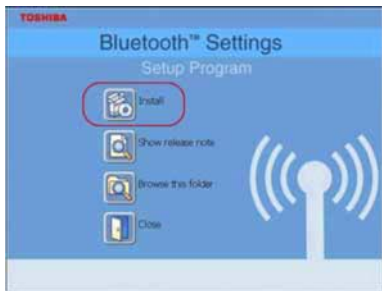 TOSHIBA
Bluetooth™ Settings
Setup Program
Install
Show release note
Browse this folder
Close